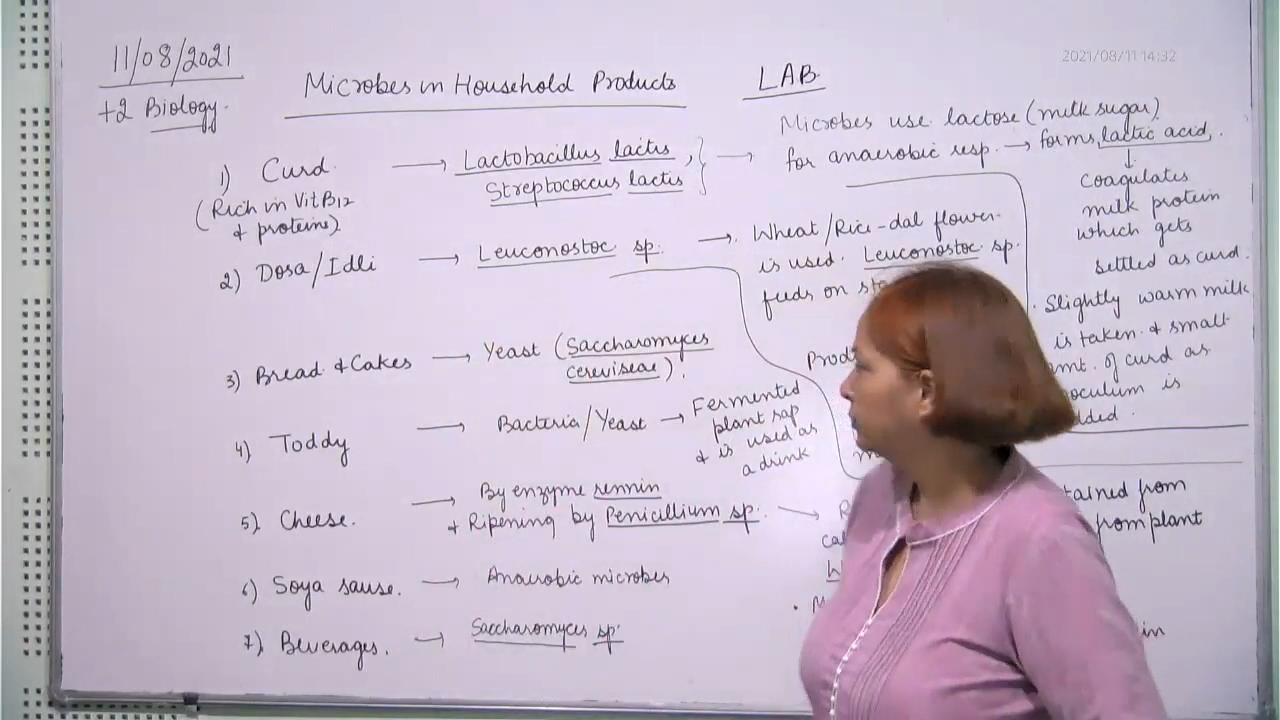 11/08/2021
+2 Biology.
Microbes in Household Products
LAB.
2021/08/11 14:32
1) Curd.
(Rich in Vit B12
& proteins)
Lactobacillus lactis,
Streptococcus lactis
Microbes use lactose (milk sugar)
for anaerobic resp. → forms lactic acid.
↓
Coagulates
milk protein
which gets
settled as curd.
. Slightly warm milk
is taken & small
amt. of curd as
inoculum is
added.
2) Dosa/Idli → Leuconostoc sp. →
Wheat/Rice-dal flower
is used. Leuconostoc sp.
feeds on
3) Bread & Cakes → Yeast (Saccharomyces
cereviseae).
4) Toddy → Bacteria/Yeast → Fermented
plant sap
& is used as
a drink
5) Cheese. → By enzyme rennin
& Ripening by Penicillium sp. →
tained from
from plant
in
6) Soya sause. → Anaerobic microbes
7) Beverages. → Saccharomyces sp.